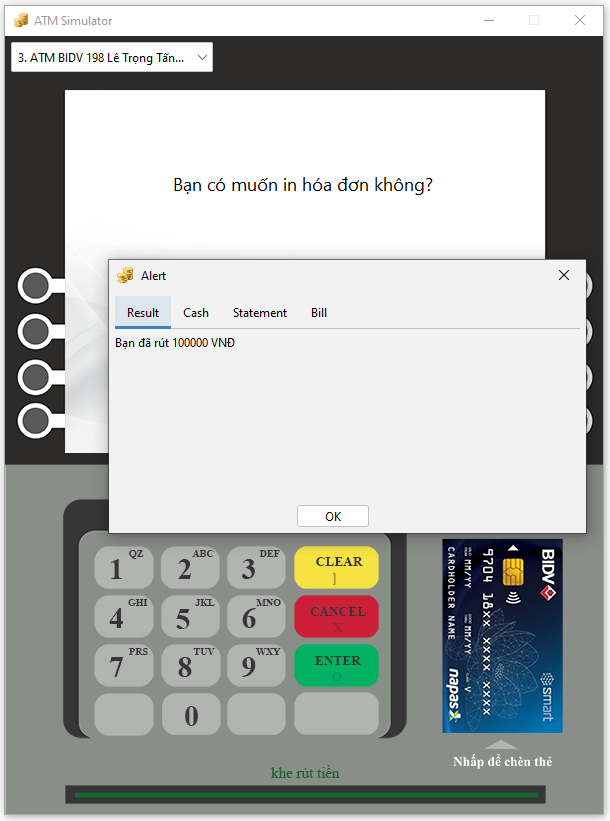 ATM Simulator
3. ATM BIDV 198 Lê Trọng Tấn...
Bạn có muốn in hóa đơn không?
Alert
Result Cash Statement Bill
Bạn đã rút 100000 VNĐ
OK
1 QZ 2 ABC 3 DEF CLEAR ]
4 GHI 5 JKL 6 MNO CANCEL X
7 PRS 8 TUV 9 WXY ENTER O
0
BIDV
smart
9704 18xx xxxx xxxx
MM/YY MM/YY V
CARDHOLDER NAME
napas
Nhấp để chèn thẻ
khe rút tiền